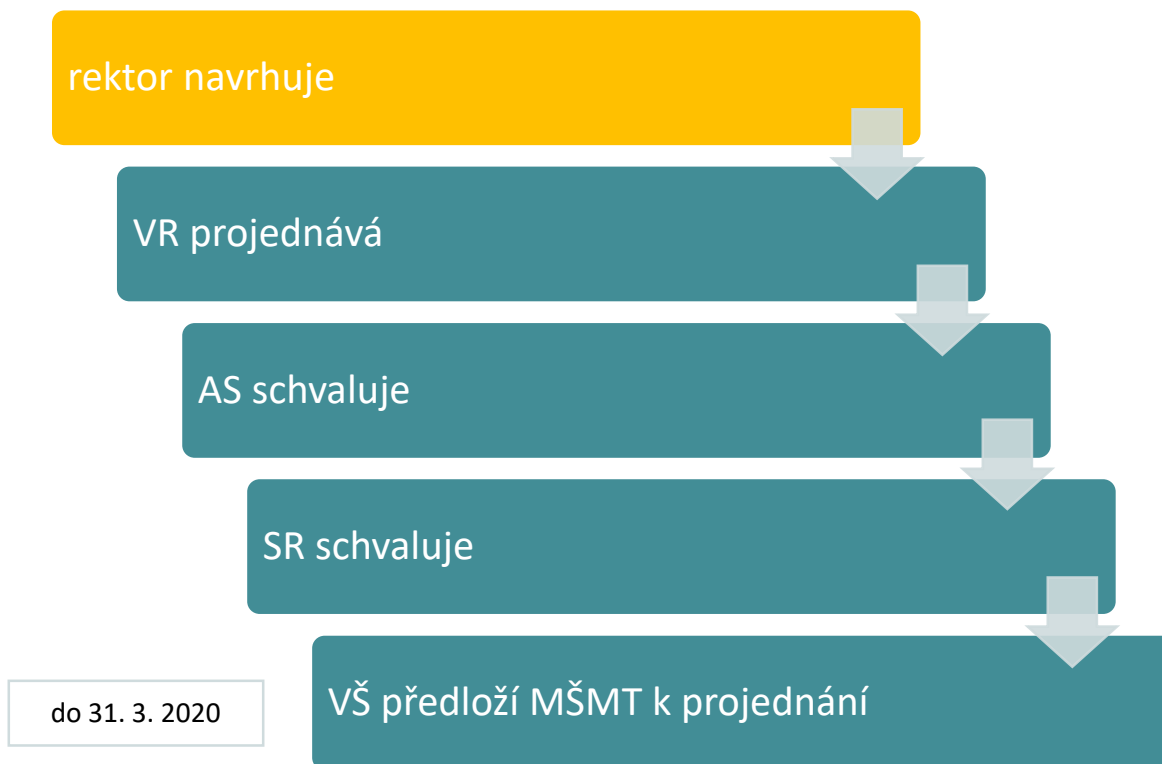 rektor navrhuje
VR projednává
AS schvaluje
SR schvaluje
VŠ předloží MŠMT k projednání
do 31. 3. 2020